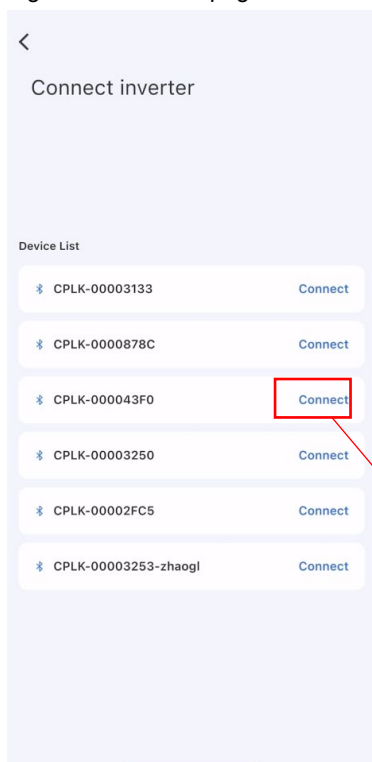 Connect inverter
Device List
CPLK-00003133 Connect
CPLK-0000878C Connect
CPLK-000043F0 Connect
CPLK-00003250 Connect
CPLK-00002FC5 Connect
CPLK-00003253-zhaogl Connect